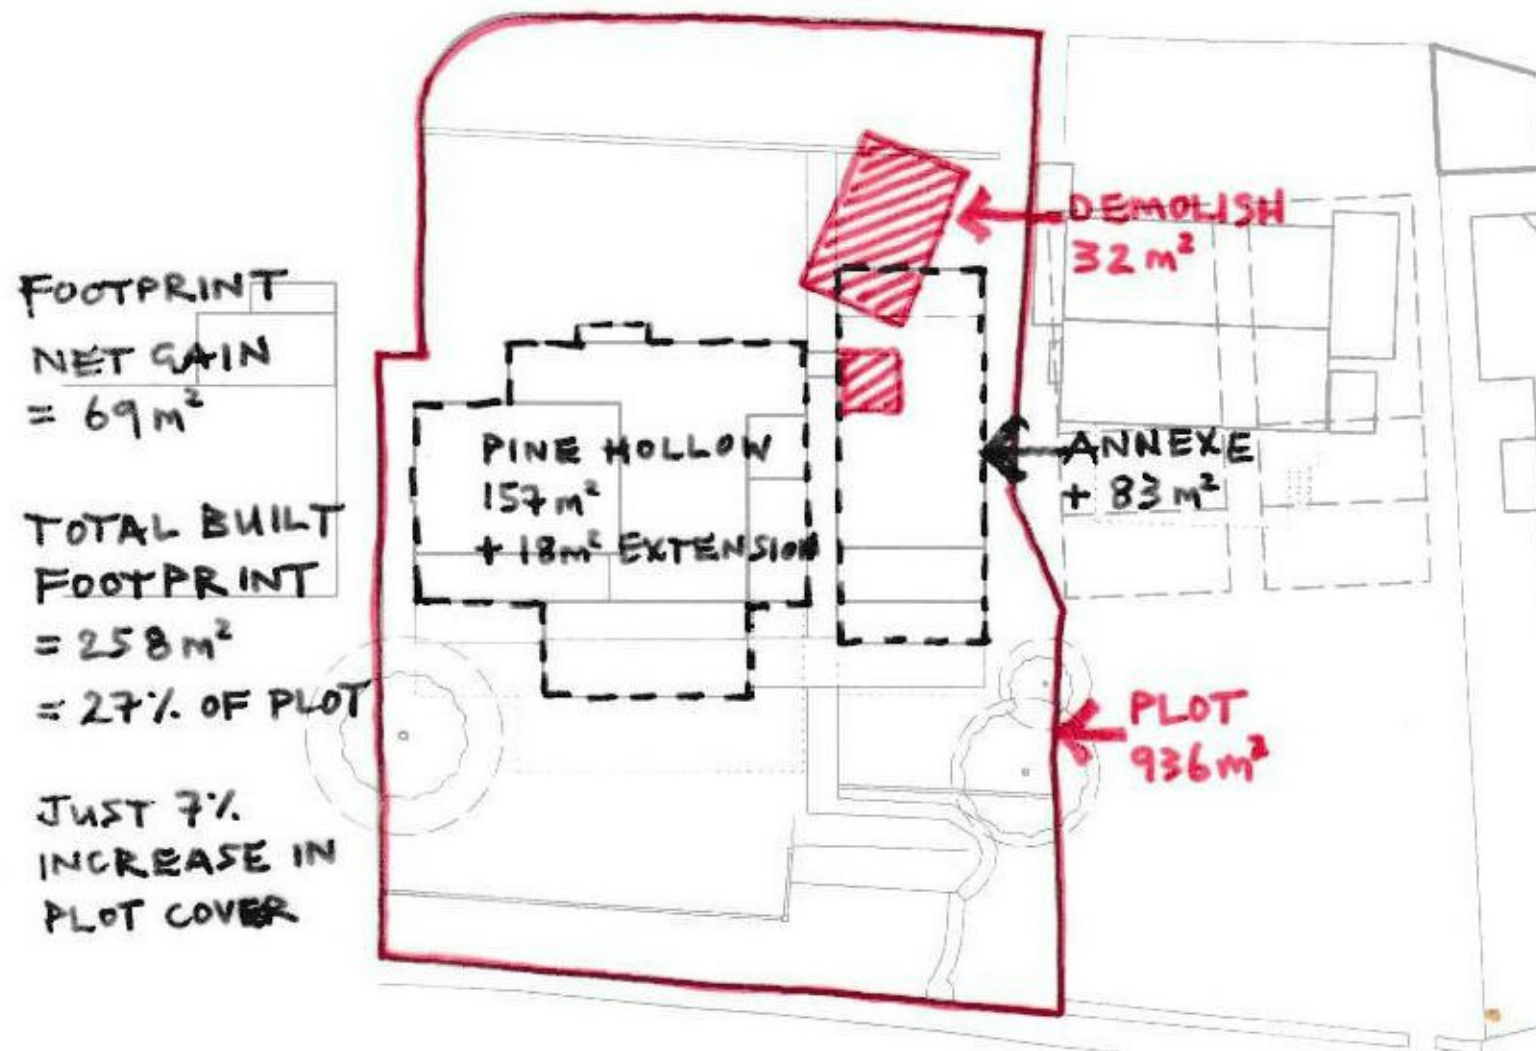 FOOTPRINT
NET GAIN
= 69m²
TOTAL BUILT
FOOTPRINT
= 258m²
= 27% OF PLOT
JUST 7%
INCREASE IN
PLOT COVER
PINE HOLLOW
157m²
+ 18m² EXTENSION
DEMOLISH
32m²
ANNEXE
+ 83m²
PLOT
936m²